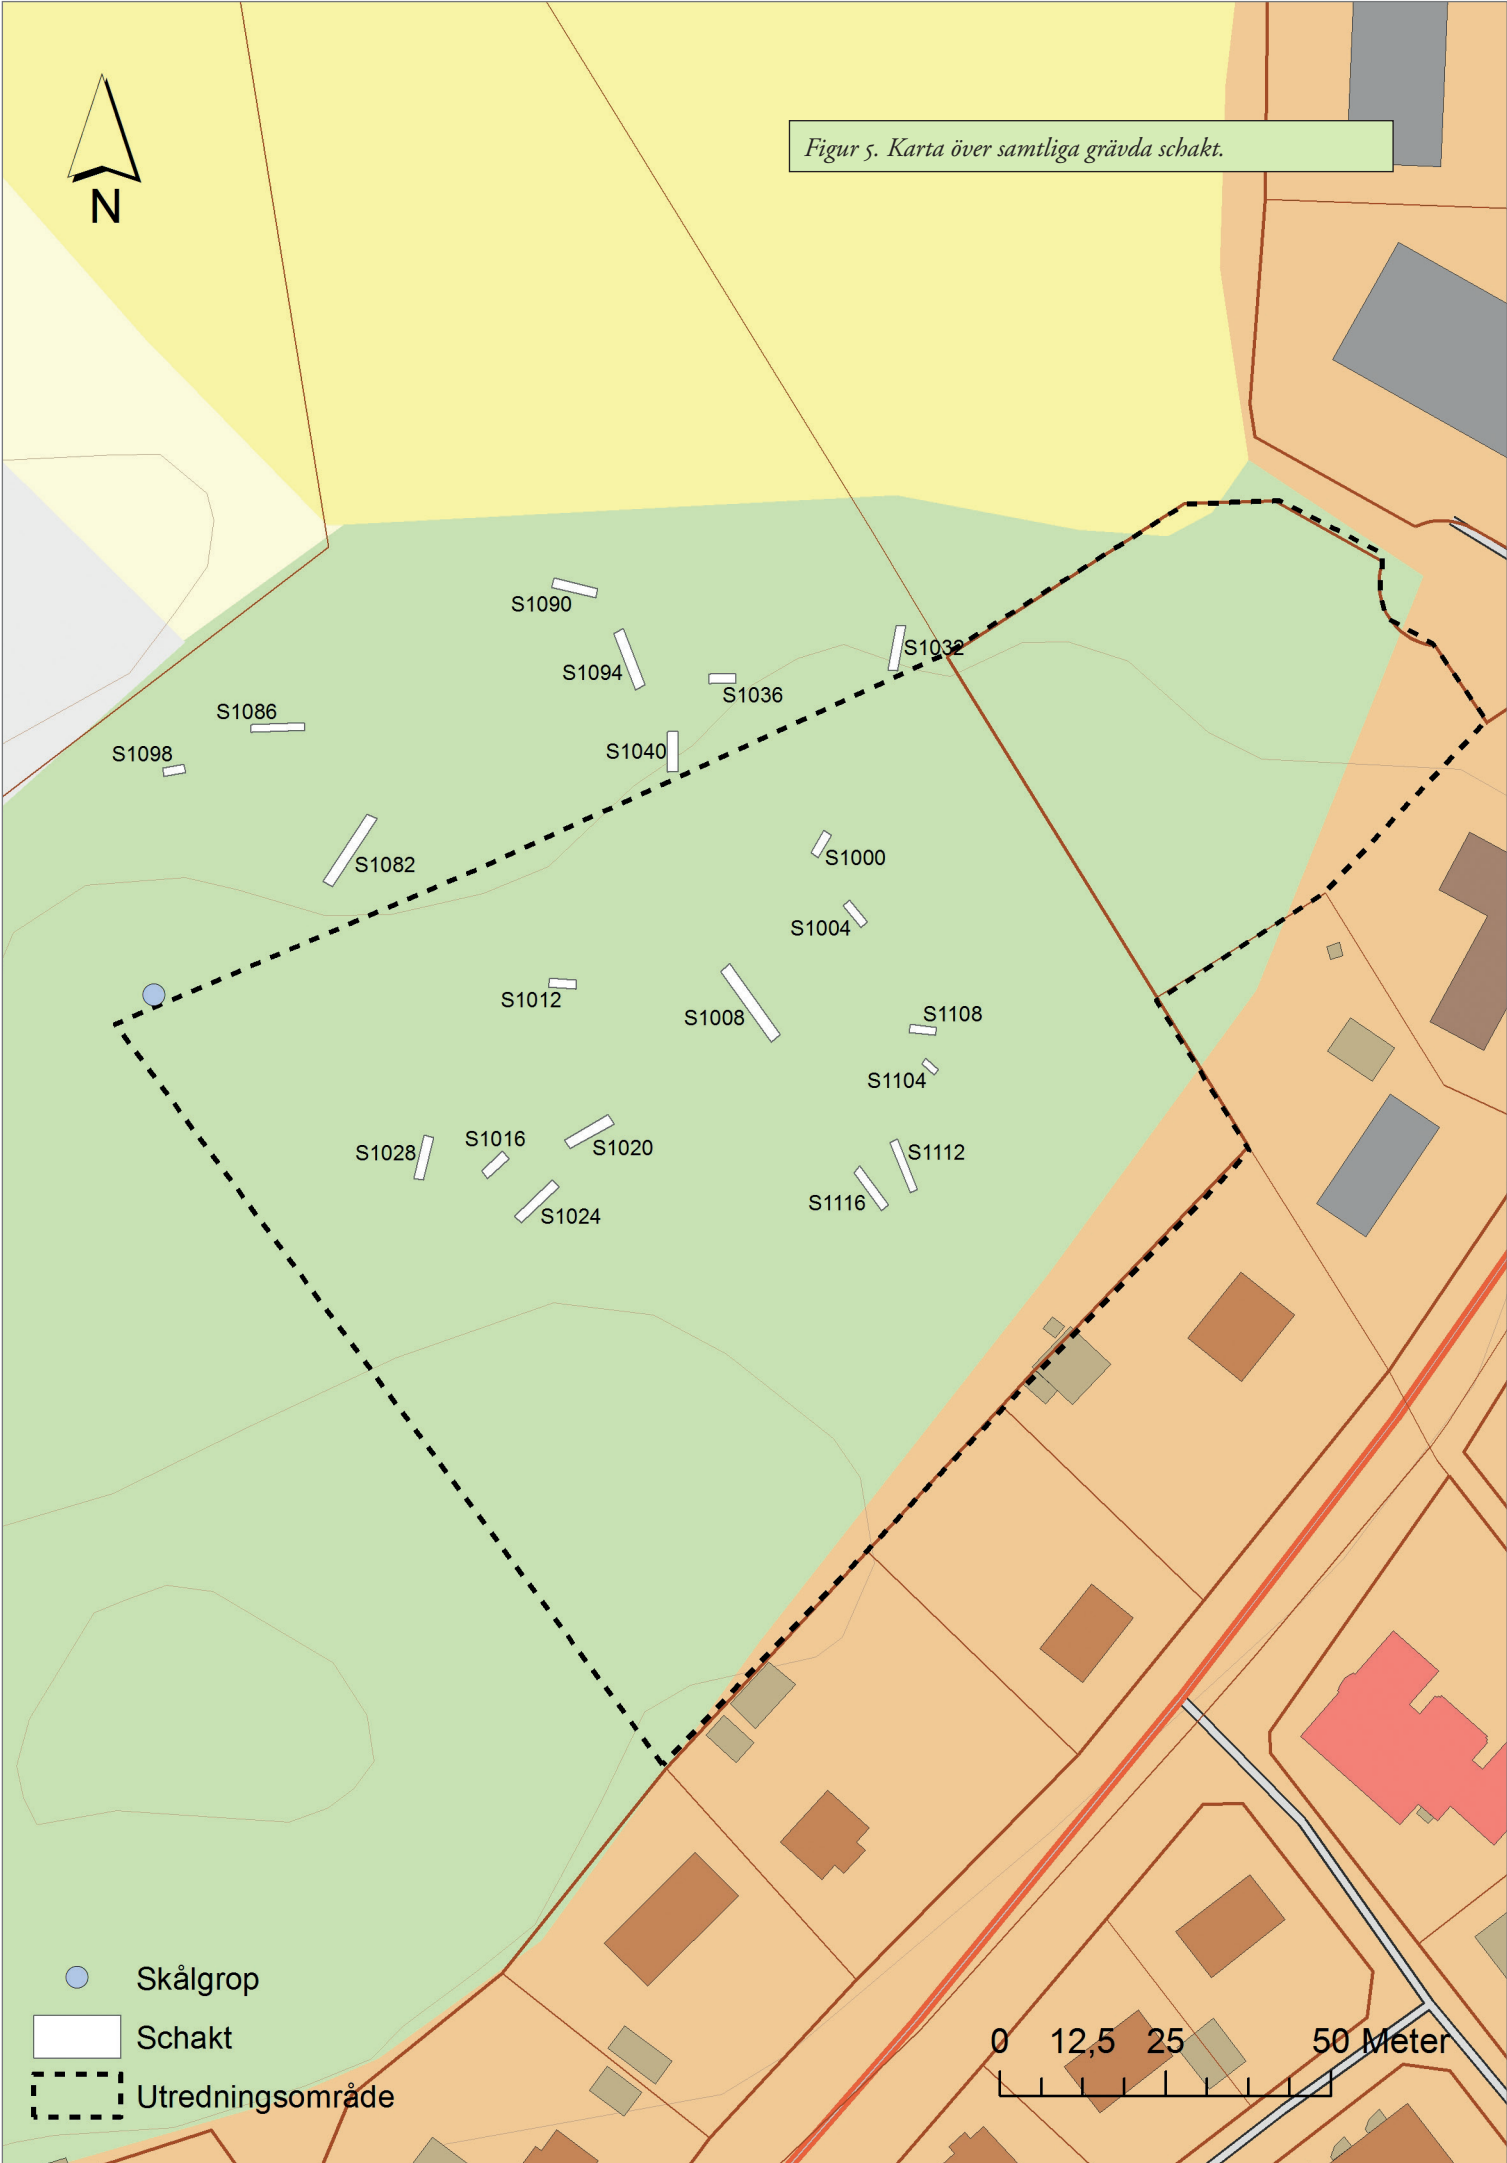 Figur 5. Karta över samtliga grävda schakt.
N
S1090
S1032
S1094
S1036
S1086
S1040
S1098
S1000
S1082
S1004
S1012
S1008
S1108
S1104
S1016
S1020
S1028
S1112
S1116
S1024
Skålgrop
Schakt
Utredningsområde
0 12,5 25 50 Meter